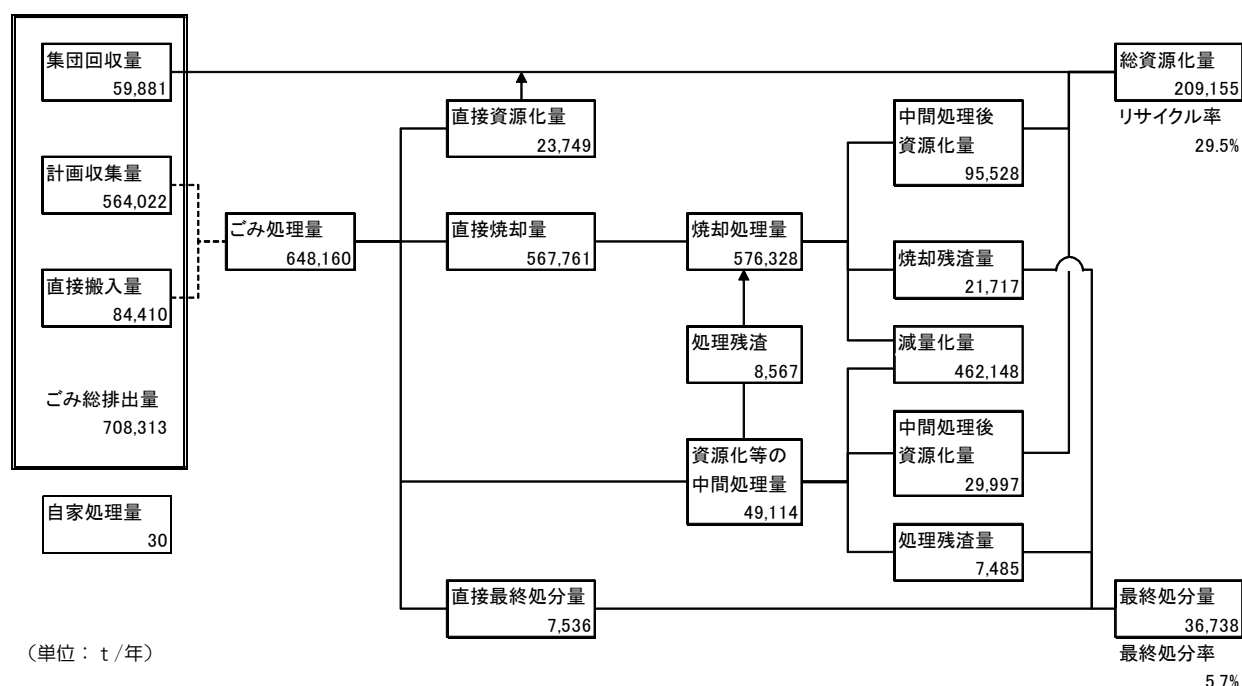 集団回収量
59,881
計画収集量
564,022
直接搬入量
84,410
ごみ総排出量
708,313
自家処理量
30
(単位:t/年)
ごみ処理量
648,160
直接資源化量
23,749
直接焼却量
567,761
直接最終処分量
7,536
焼却処理量
576,328
処理残渣
8,567
資源化等の
中間処理量
49,114
中間処理後
資源化量
95,528
焼却残渣量
21,717
減量化量
462,148
中間処理後
資源化量
29,997
処理残渣量
7,485
総資源化量
209,155
リサイクル率
29.5%
最終処分量
36,738
最終処分率
5.7%